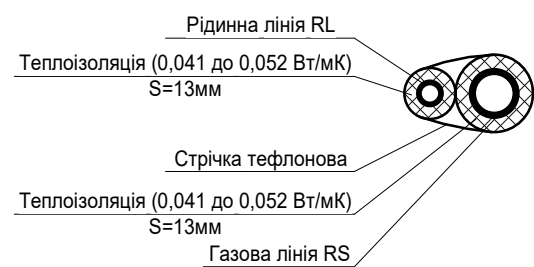 Рідинна лінія RL
Теплоізоляція (0,041 до 0,052 Вт/мК)
S=13мм
Стрічка тефлонова
Теплоізоляція (0,041 до 0,052 Вт/мК)
S=13мм
Газова лінія RS